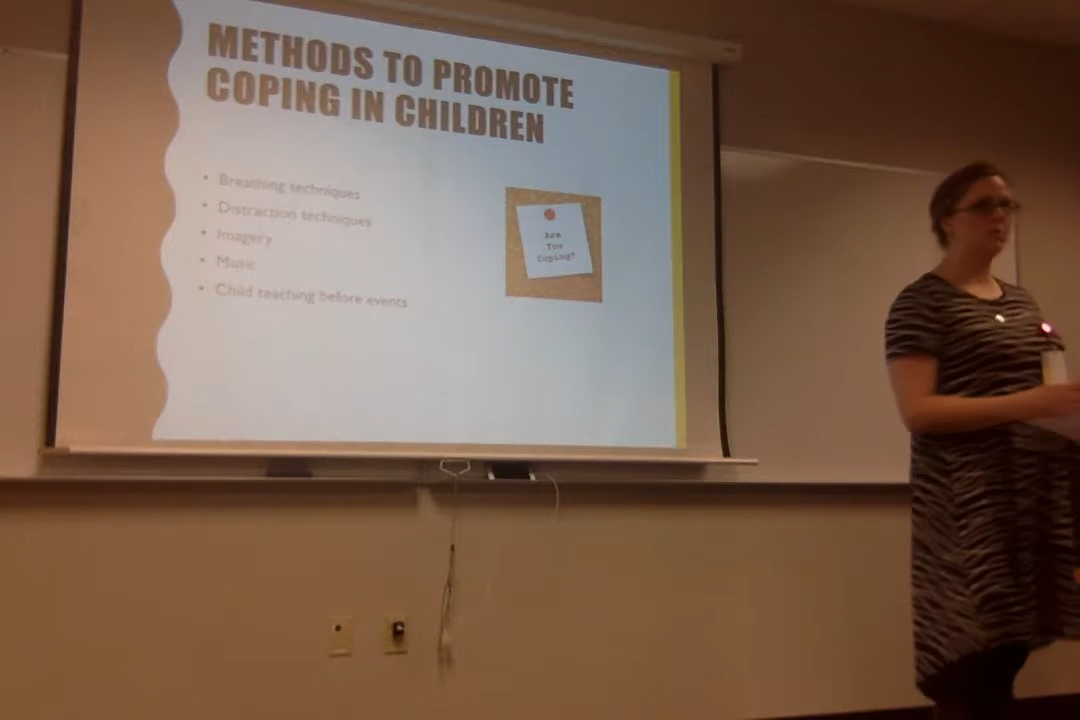 METHODS TO PROMOTE
COPING IN CHILDREN
• Breathing techniques
• Distraction techniques
• Imagery
• Music
• Child teaching before events
Are
You
Coping?